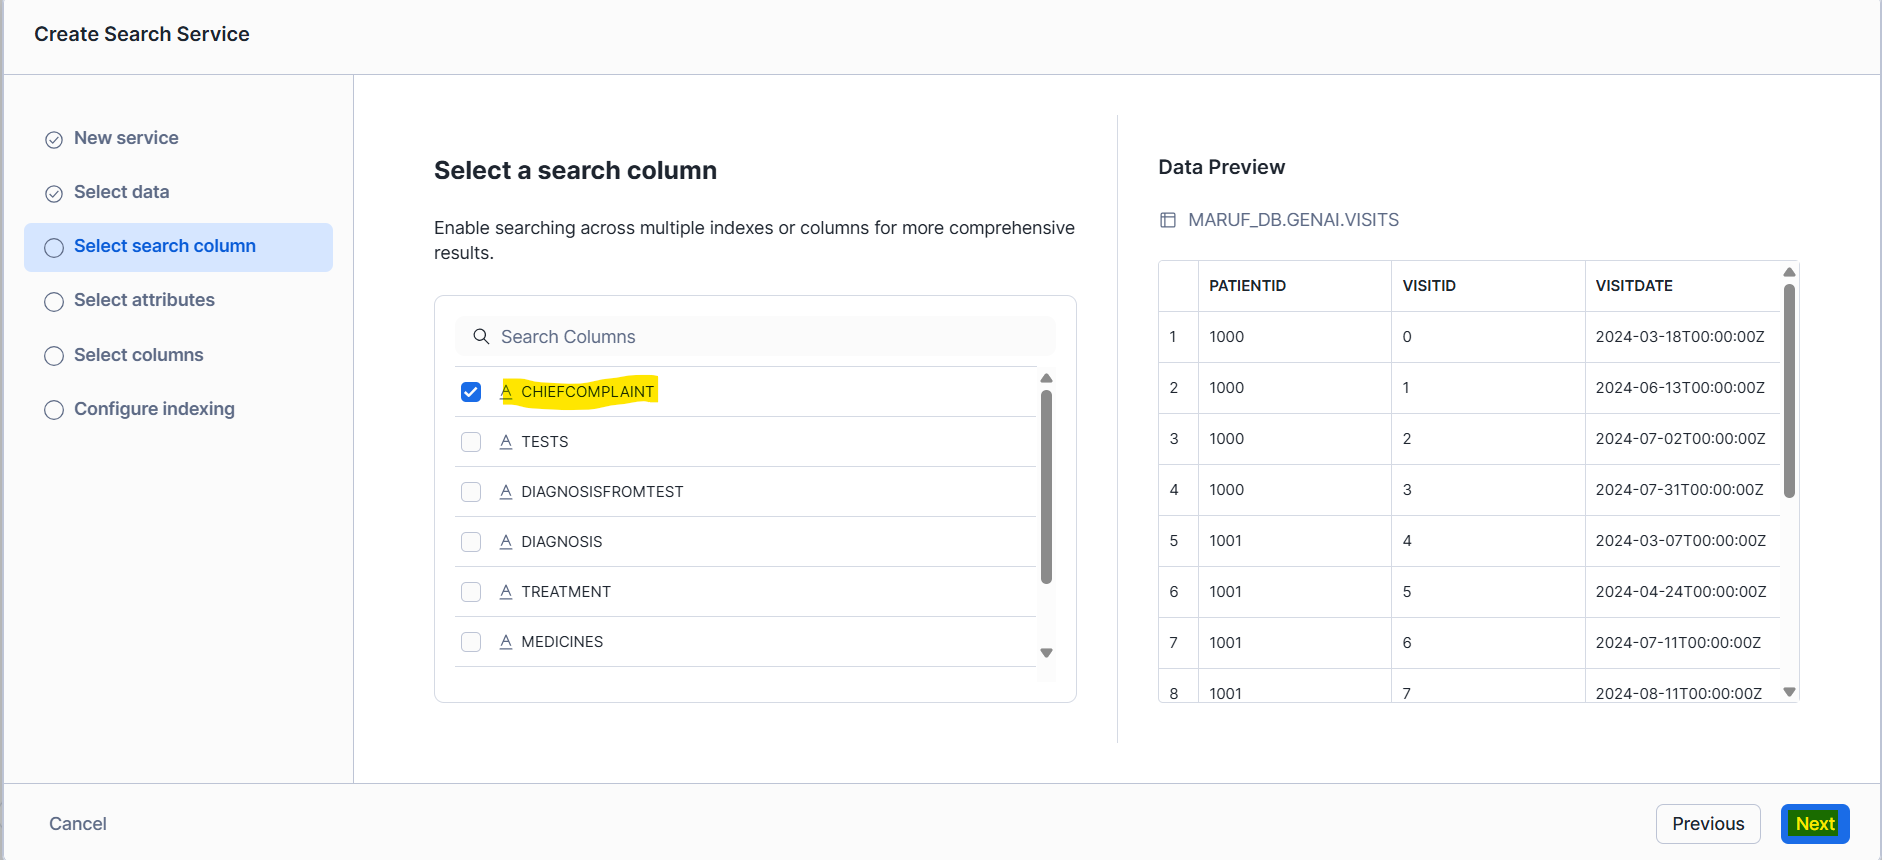 Create Search Service
New service
Select data
Select search column
Select attributes
Select columns
Configure indexing
Select a search column
Enable searching across multiple indexes or columns for more comprehensive
results.
Search Columns
CHIEFCOMPLAINT
TESTS
DIAGNOSISFROMTEST
DIAGNOSIS
TREATMENT
MEDICINES
Data Preview
MARUF_DB.GENAI.VISITS
PATIENTID VISITID VISITDATE
1 1000 0 2024-03-18T00:00:00Z
2 1000 1 2024-06-13T00:00:00Z
3 1000 2 2024-07-02T00:00:00Z
4 1000 3 2024-07-31T00:00:00Z
5 1001 4 2024-03-07T00:00:00Z
6 1001 5 2024-04-24T00:00:00Z
7 1001 6 2024-07-11T00:00:00Z
8 1001 7 2024-08-11T00:00:00Z
Cancel
Previous
Next